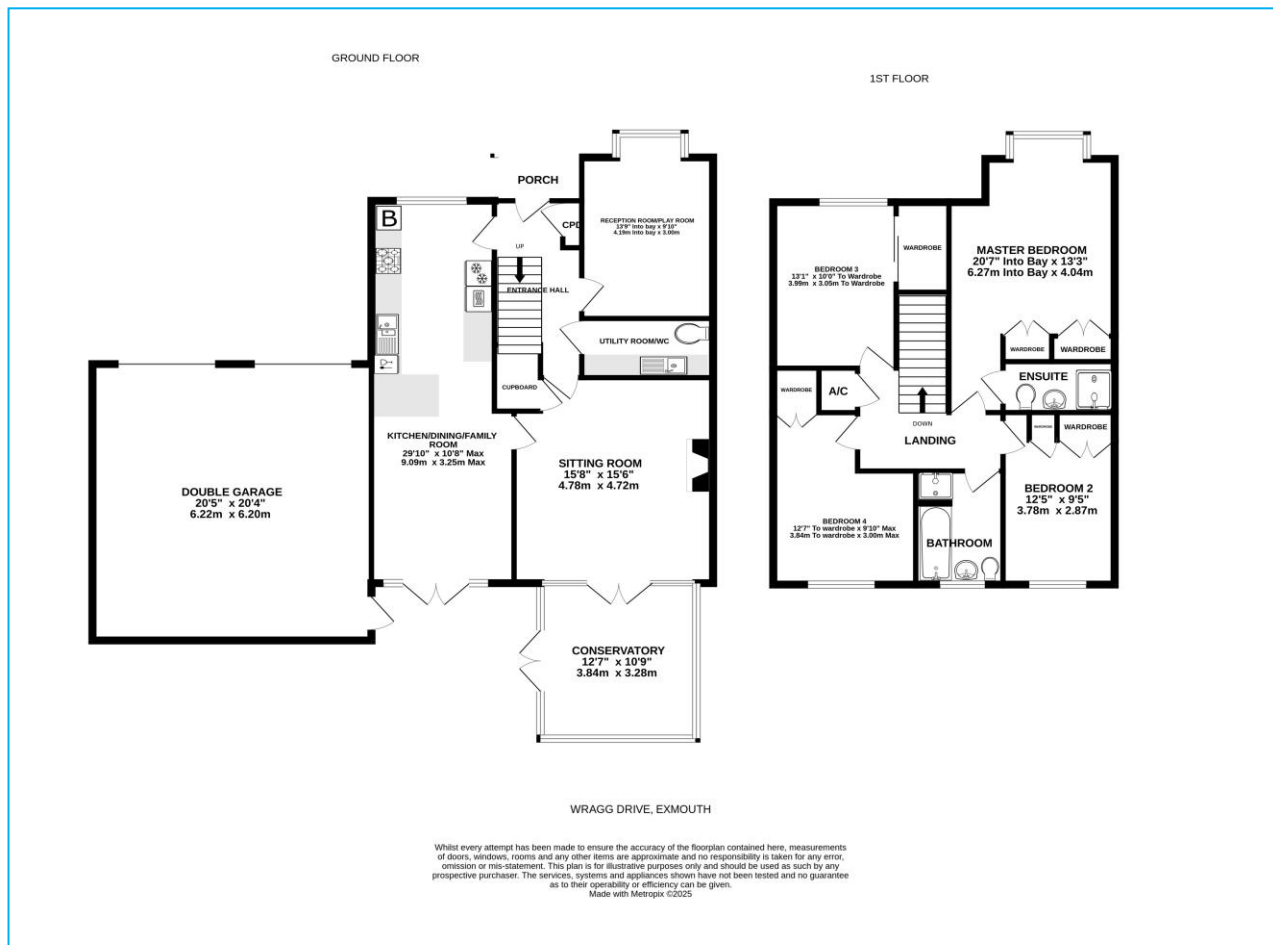 GROUND FLOOR
PORCH
B
CPD
RECEPTION ROOM/PLAY ROOM
13'9" Into bay x 9'10"
4.19m Into bay x 3.00m
UP
ENTRANCE HALL
UTILITY ROOM/WC
CUPBOARD
KITCHEN/DINING/FAMILY
ROOM
29'10" x 10'8" Max
9.09m x 3.25m Max
SITTING ROOM
15'8" x 15'6"
4.78m x 4.72m
DOUBLE GARAGE
20'5" x 20'4"
6.22m x 6.20m
CONSERVATORY
12'7" x 10'9"
3.84m x 3.28m
1ST FLOOR
WARDROBE
MASTER BEDROOM
20'7" Into Bay x 13'3"
6.27m Into Bay x 4.04m
BEDROOM 3
13'1" x 10'0" To Wardrobe
3.99m x 3.05m To Wardrobe
WARDROBE
WARDROBE
ENSUITE
WARDROBE
A/C
DOWN
LANDING
WARDROBE
WARDROBE
BEDROOM 2
12'5" x 9'5"
3.78m x 2.87m
BEDROOM 4
12'7" To wardrobe x 9'10" Max
3.84m To wardrobe x 3.00m Max
BATHROOM
WRAGG DRIVE, EXMOUTH
Whilst every attempt has been made to ensure the accuracy of the floorplan contained here, measurements
of doors, windows, rooms and any other items are approximate and no responsibility is taken for any error,
omission or mis-statement. This plan is for illustrative purposes only and should be used as such by any
prospective purchaser. The services, systems and appliances shown have not been tested and no guarantee
as to their operability or efficiency can be given.
Made with Metropix ©2025